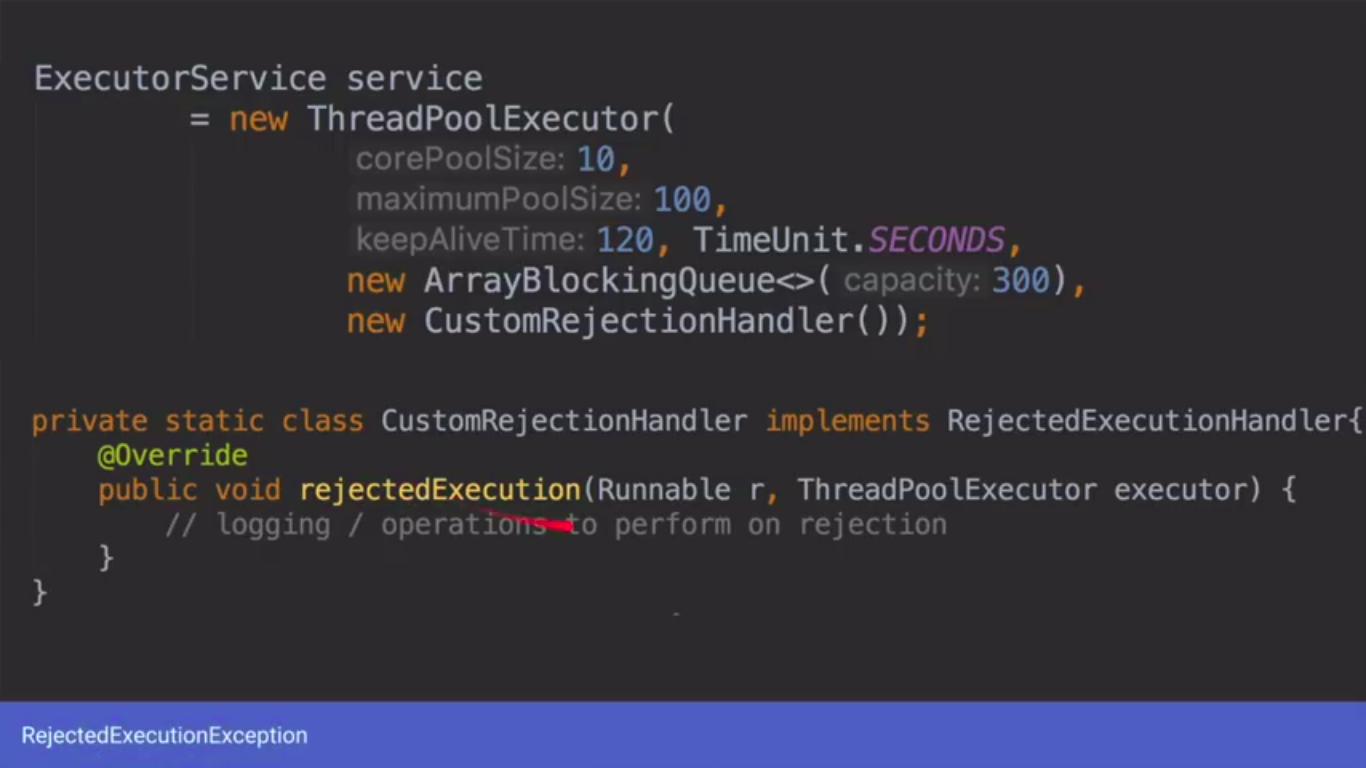 ExecutorService service
= new ThreadPoolExecutor(
corePoolSize: 10,
maximumPoolSize: 100,
keepAliveTime: 120, TimeUnit.SECONDS,
new ArrayBlockingQueue<>( capacity: 300),
new CustomRejectionHandler());
private static class CustomRejectionHandler implements RejectedExecutionHandler{
@Override
public void rejectedExecution(Runnable r, ThreadPoolExecutor executor) {
// logging / operations to perform on rejection
}
}
RejectedExecutionException